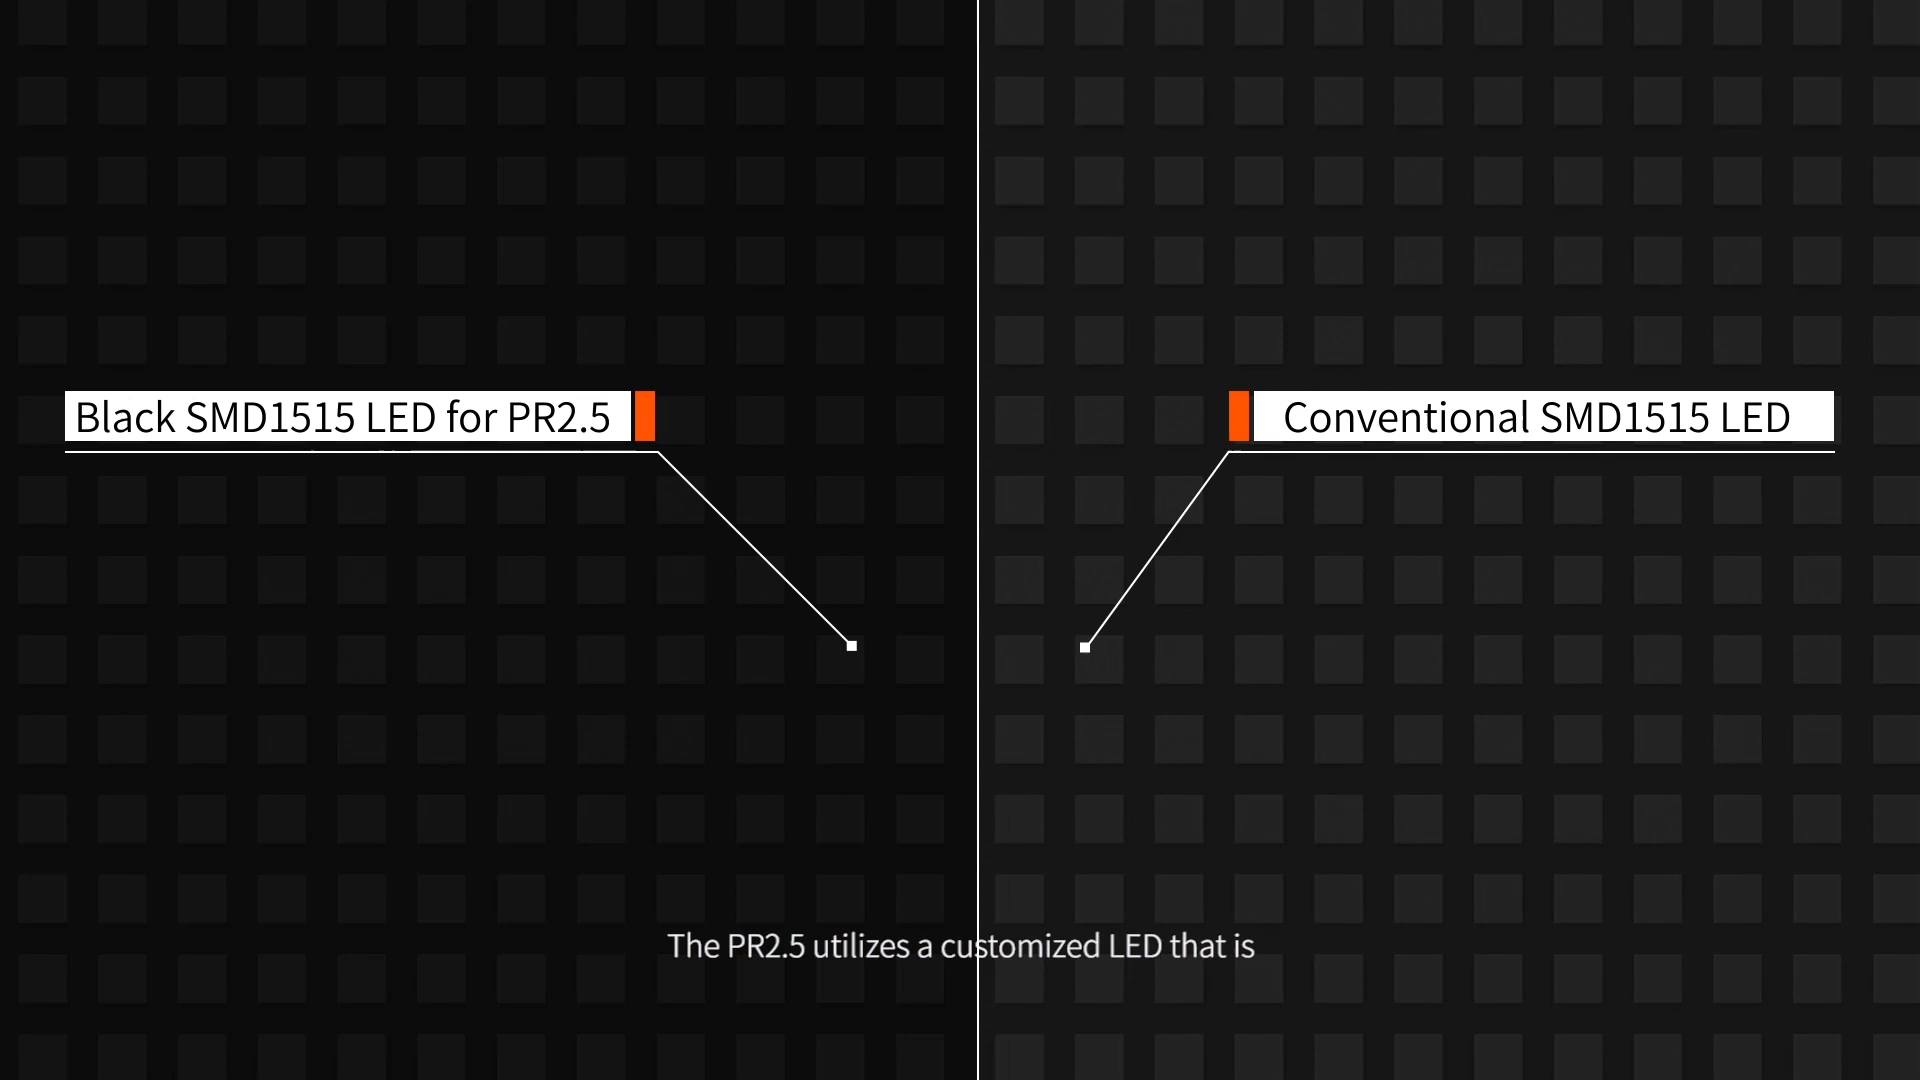 Black SMD1515 LED for PR2.5
Conventional SMD1515 LED
The PR2.5 utilizes a customized LED that is